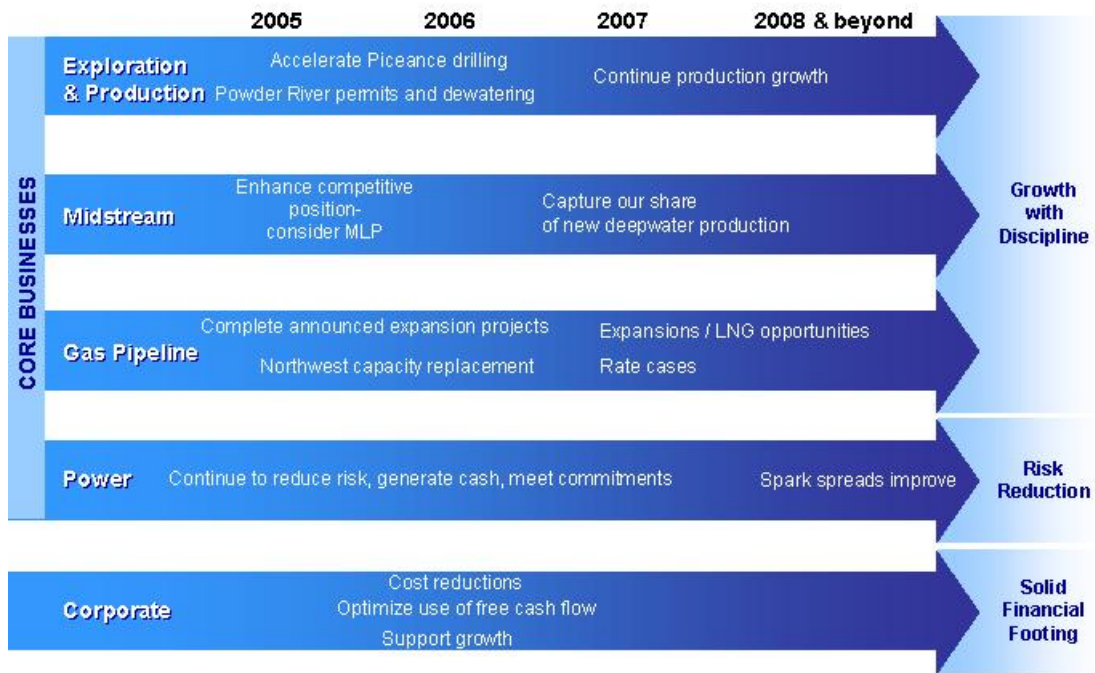 2005 2006 2007 2008 & beyond
CORE BUSINESSES
Exploration
& Production
Accelerate Piceance drilling
Powder River permits and dewatering
Continue production growth
Midstream
Enhance competitive
position-
consider MLP
Capture our share
of new deepwater production
Gas Pipeline
Complete announced expansion projects
Northwest capacity replacement
Expansions / LNG opportunities
Rate cases
Growth
with
Discipline
Power
Continue to reduce risk, generate cash, meet commitments
Spark spreads improve
Risk
Reduction
Corporate
Cost reductions
Optimize use of free cash flow
Support growth
Solid
Financial
Footing